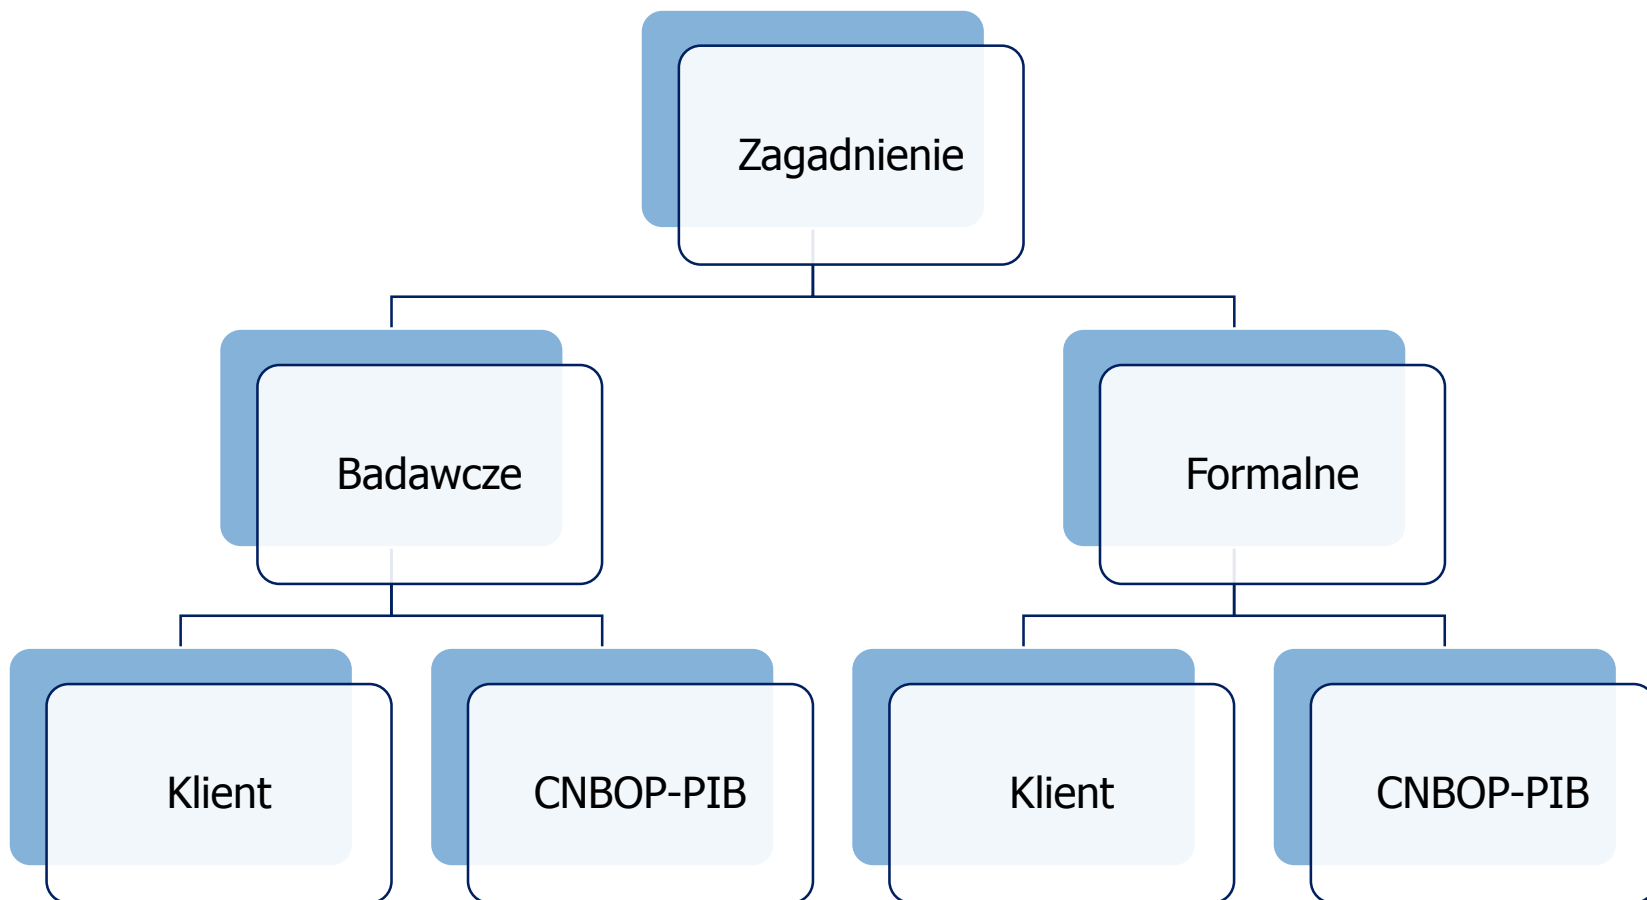 Zagadnienie
Badawcze
Formalne
Klient
CNBOP-PIB
Klient
CNBOP-PIB